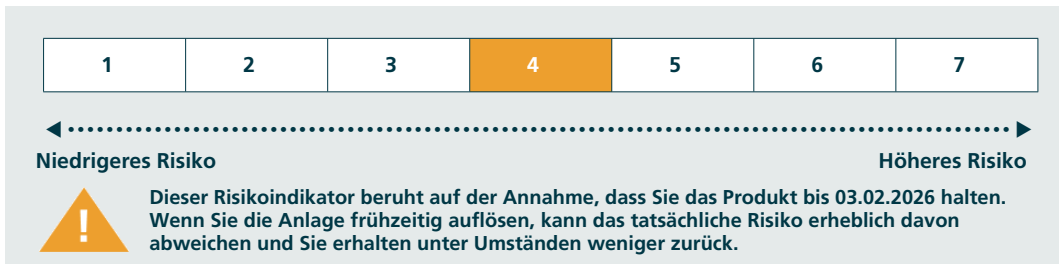 1 2 3 4 5 6 7
Niedrigeres Risiko Höheres Risiko
!
Dieser Risikoindikator beruht auf der Annahme, dass Sie das Produkt bis 03.02.2026 halten.
Wenn Sie die Anlage frühzeitig auflösen, kann das tatsächliche Risiko erheblich davon
abweichen und Sie erhalten unter Umständen weniger zurück.